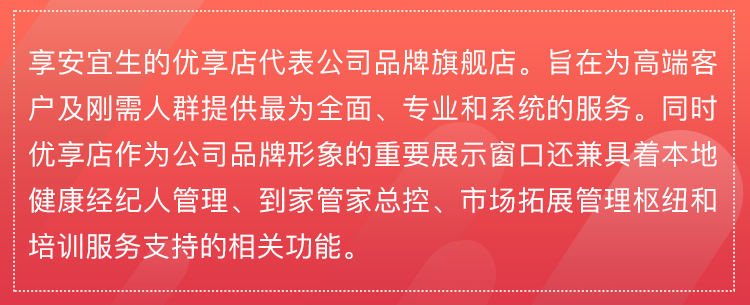 享安宜生的优享店代表公司品牌旗舰店。旨在为高端客
户及刚需人群提供最为全面、专业和系统的服务。同时
优享店作为公司品牌形象的重要展示窗口还兼具着本地
健康经纪人管理、到家管家总控、市场拓展管理枢纽和
培训服务支持的相关功能。